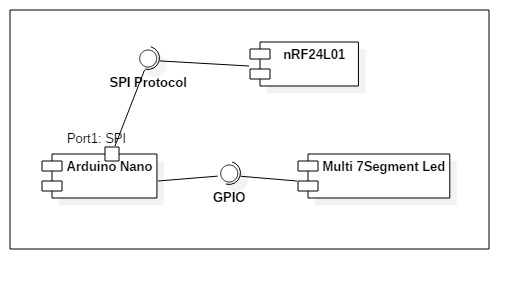 nRF24L01
SPI Protocol
Port1: SPI
Arduino Nano
Multi 7Segment Led
GPIO